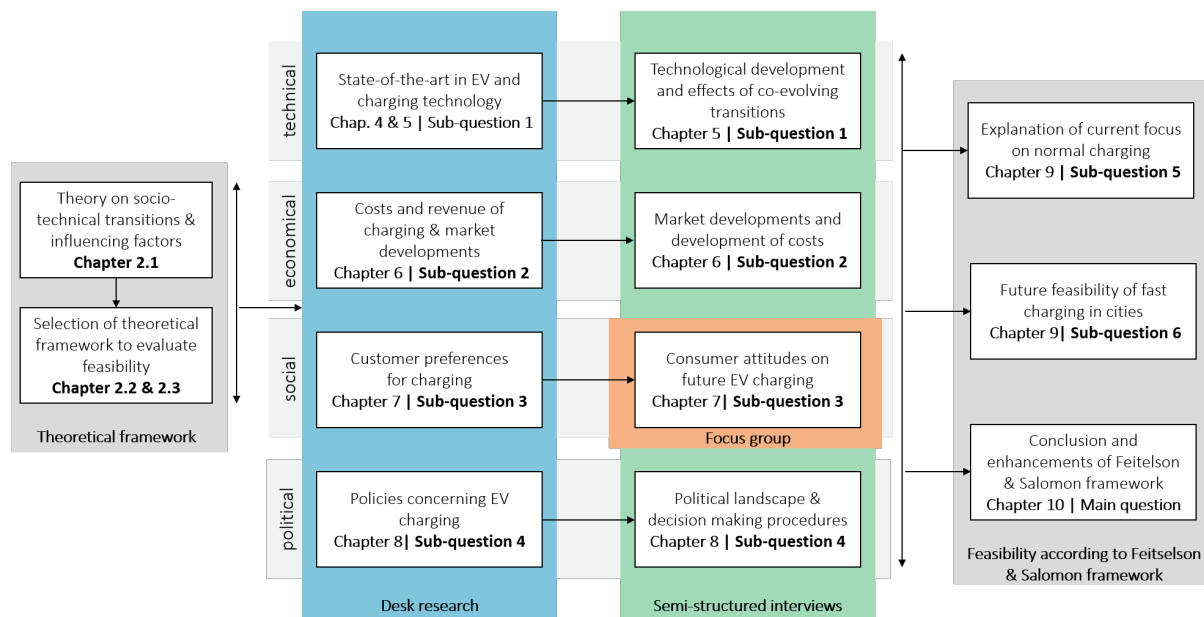 Theory on socio-
technical transitions &
influencing factors
Chapter 2.1
Selection of theoretical
framework to evaluate
feasibility
Chapter 2.2 & 2.3
Theoretical framework
technical
State-of-the-art in EV and
charging technology
Chap. 4 & 5 | Sub-question 1
Technological development
and effects of co-evolving
transitions
Chapter 5 | Sub-question 1
economical
Costs and revenue of
charging & market
developments
Chapter 6 | Sub-question 2
Market developments and
development of costs
Chapter 6 | Sub-question 2
social
Customer preferences
for charging
Chapter 7 | Sub-question 3
Consumer attitudes on
future EV charging
Chapter 7| Sub-question 3
Focus group
political
Policies concerning EV
charging
Chapter 8| Sub-question 4
Political landscape &
decision making procedures
Chapter 8 | Sub-question 4
Desk research
Semi-structured interviews
Explanation of current focus
on normal charging
Chapter 9 | Sub-question 5
Future feasibility of fast
charging in cities
Chapter 9| Sub-question 6
Conclusion and
enhancements of Feitelson
& Salomon framework
Chapter 10 | Main question
Feasibility according to Feitselson
& Salomon framework